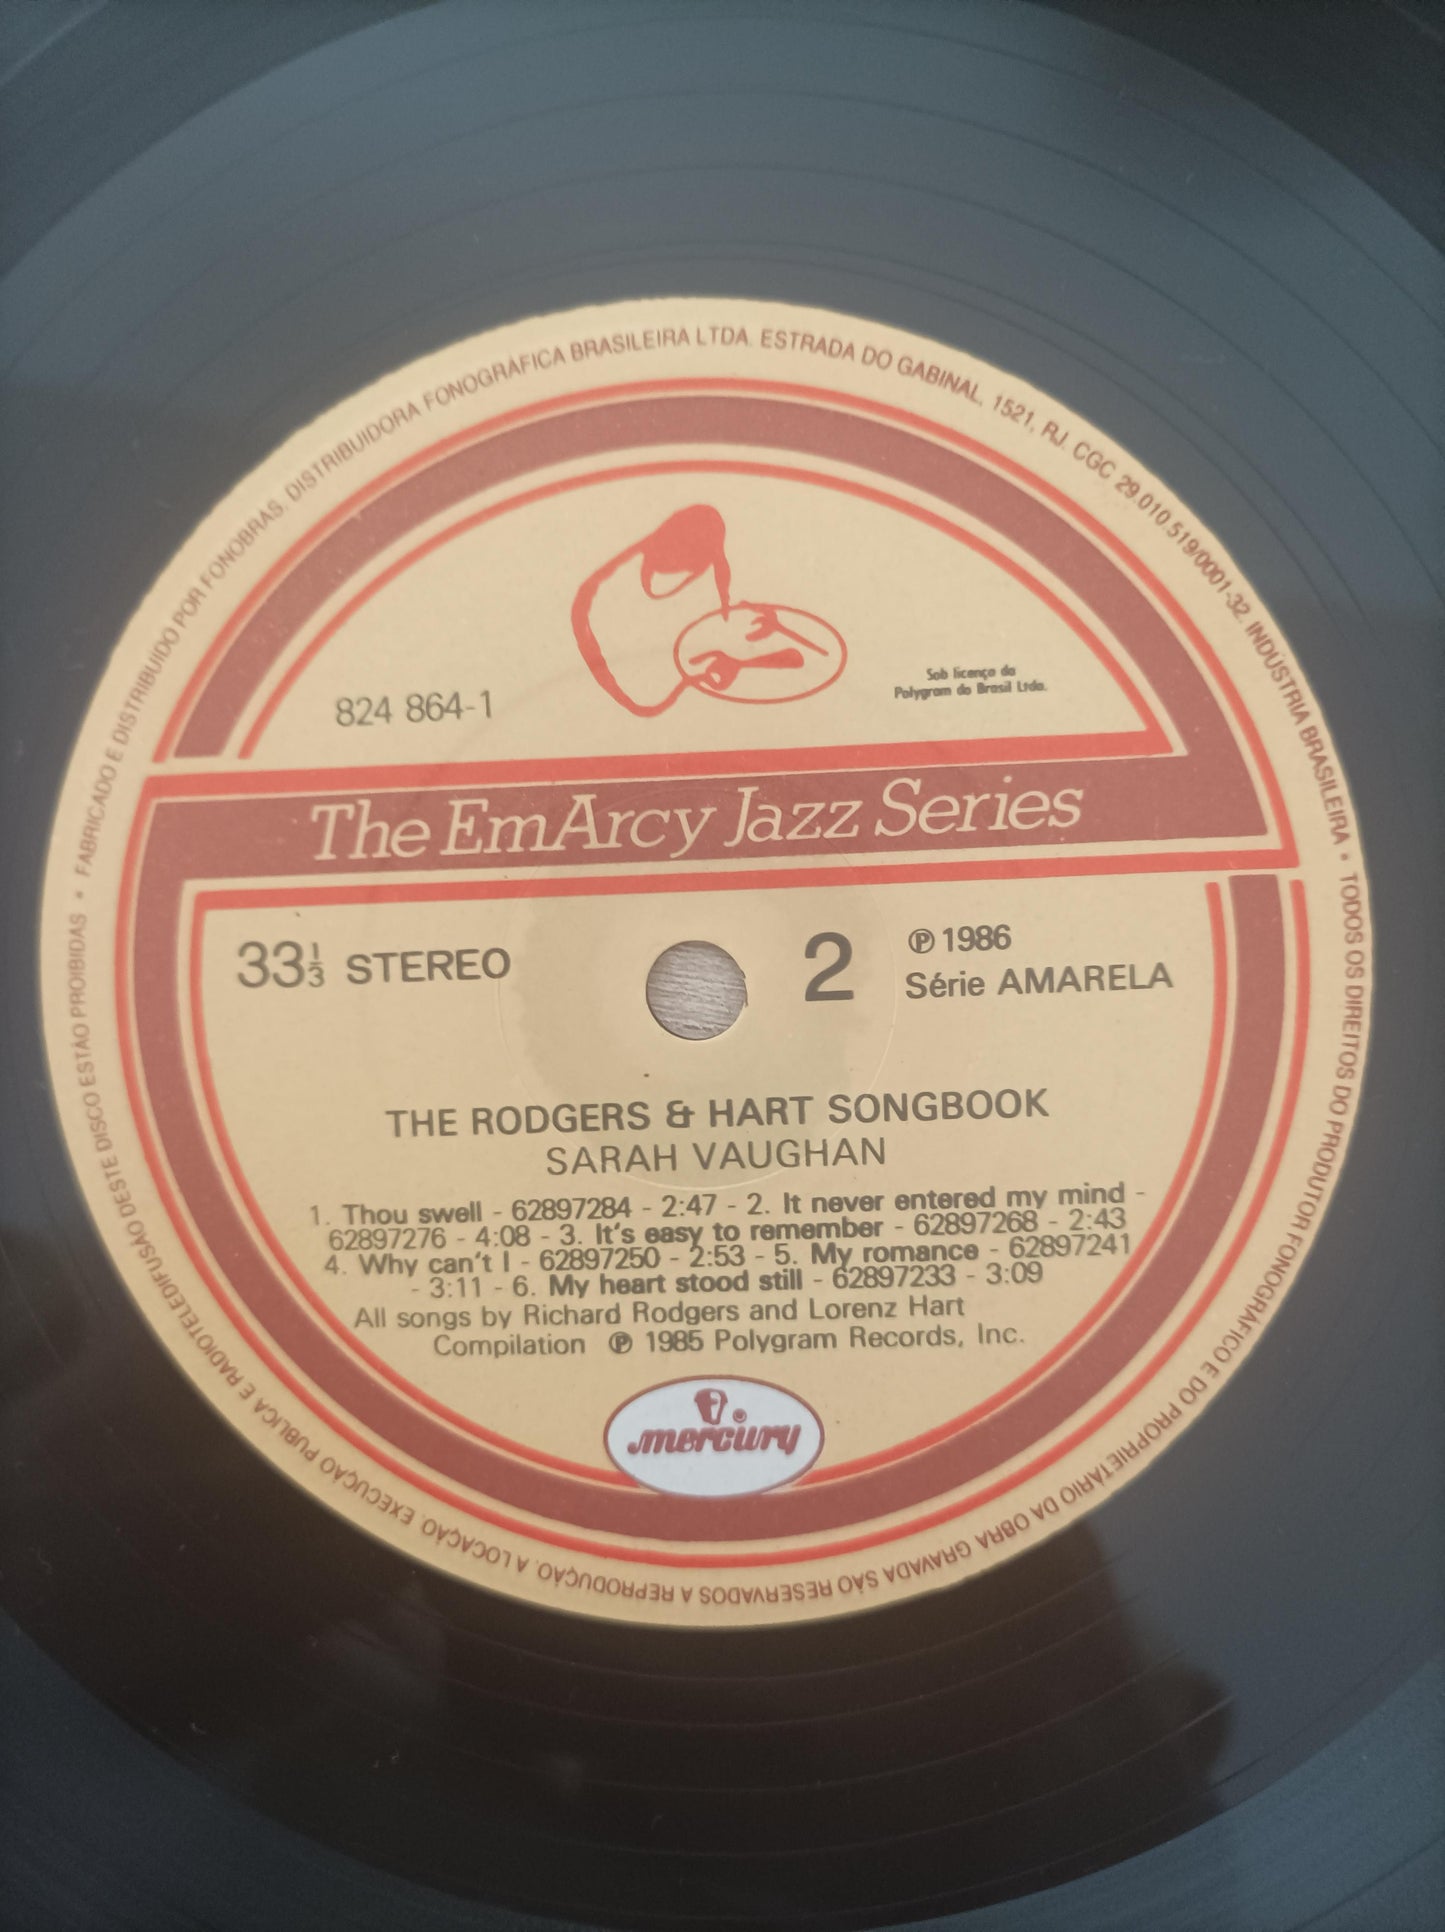 FABRICADO E DISTRIBUIDO POR FONOBRAS. DISTRIBUIDORA FONOGRÁFICA BRASILEIRA LTDA. ESTRADA DO GABINAL, 1521, RJ. CGC 29.010.519/0001-32. INDÚSTRIA BRASILEIRA • TODOS OS DIREITOS DO PRODUTOR FONOGRÁFICO E DO PROPRIETÁRIO DA OBRA GRAVADA SÃO RESERVADOS A REPRODUÇÃO. A LOCAÇÃO. EXECUÇÃO PUBLICA E RADIOTELEDIFUSÃO DESTE DISCO ESTÃO PROIBIDAS •
824 864-1
Sob licença da
Polygram do Brasil Ltda.
The EmArcy Jazz Series
33⅓ STEREO
2
℗ 1986
Série AMARELA
THE RODGERS & HART SONGBOOK
SARAH VAUGHAN
1. Thou swell - 62897284 - 2:47 - 2. It never entered my mind -
62897276 - 4:08 - 3. It's easy to remember - 62897268 - 2:43
4. Why can't I - 62897250 - 2:53 - 5. My romance - 62897241
- 3:11 - 6. My heart stood still - 62897233 - 3:09
All songs by Richard Rodgers and Lorenz Hart
Compilation ℗ 1985 Polygram Records, Inc.
mercury